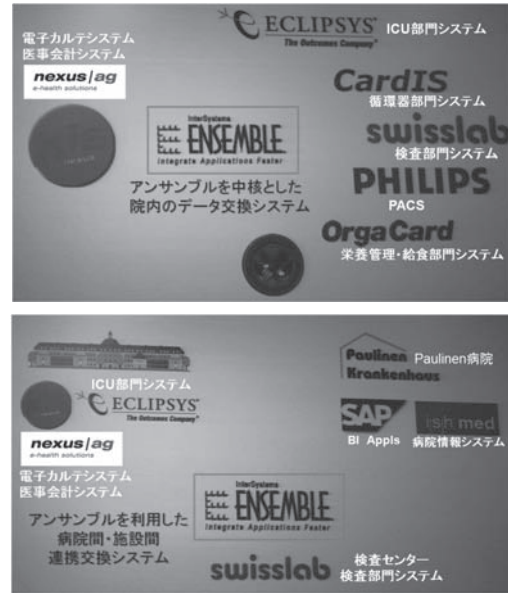 ECLIPSYS®
The Outcomes Company™
ICU部門システム
電子カルテシステム
医事会計システム
nexus|ag
e-health solutions
CardIS
循環器部門システム
InterSystems
ENSEMBLE
Integrate Applications Faster
swisslab
検査部門システム
アンサンブルを中核とした
院内のデータ交換システム
PHILIPS
PACS
OrgaCard
栄養管理・給食部門システム
ICU部門システム
ECLIPSYS®
The Outcomes Company™
nexus|ag
e-health solutions
電子カルテシステム
医事会計システム
Paulinen
Krankenhaus
Paulinen病院
SAP
BI Appls
ish med
病院情報システム
InterSystems
ENSEMBLE
Integrate Applications Faster
アンサンブルを利用した
病院間・施設間
連携交換システム
swisslab
検査センター
検査部門システム